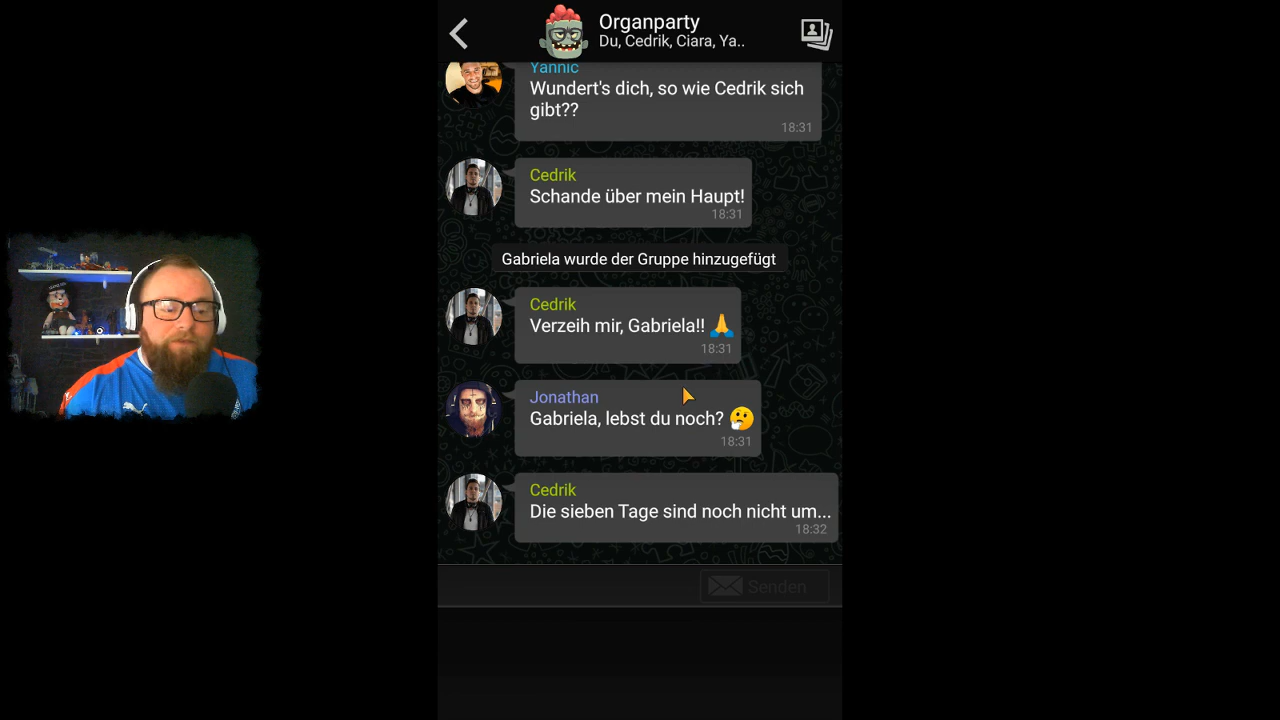 Organparty
Du, Cedrik, Ciara, Ya..
Yannic
Wundert's dich, so wie Cedrik sich
gibt??
18:31
Cedrik
Schande über mein Haupt!
18:31
Gabriela wurde der Gruppe hinzugefügt
Cedrik
Verzeih mir, Gabriela!! 🙏
18:31
Jonathan
Gabriela, lebst du noch? 🤔
18:31
Cedrik
Die sieben Tage sind noch nicht um...
18:32
Senden